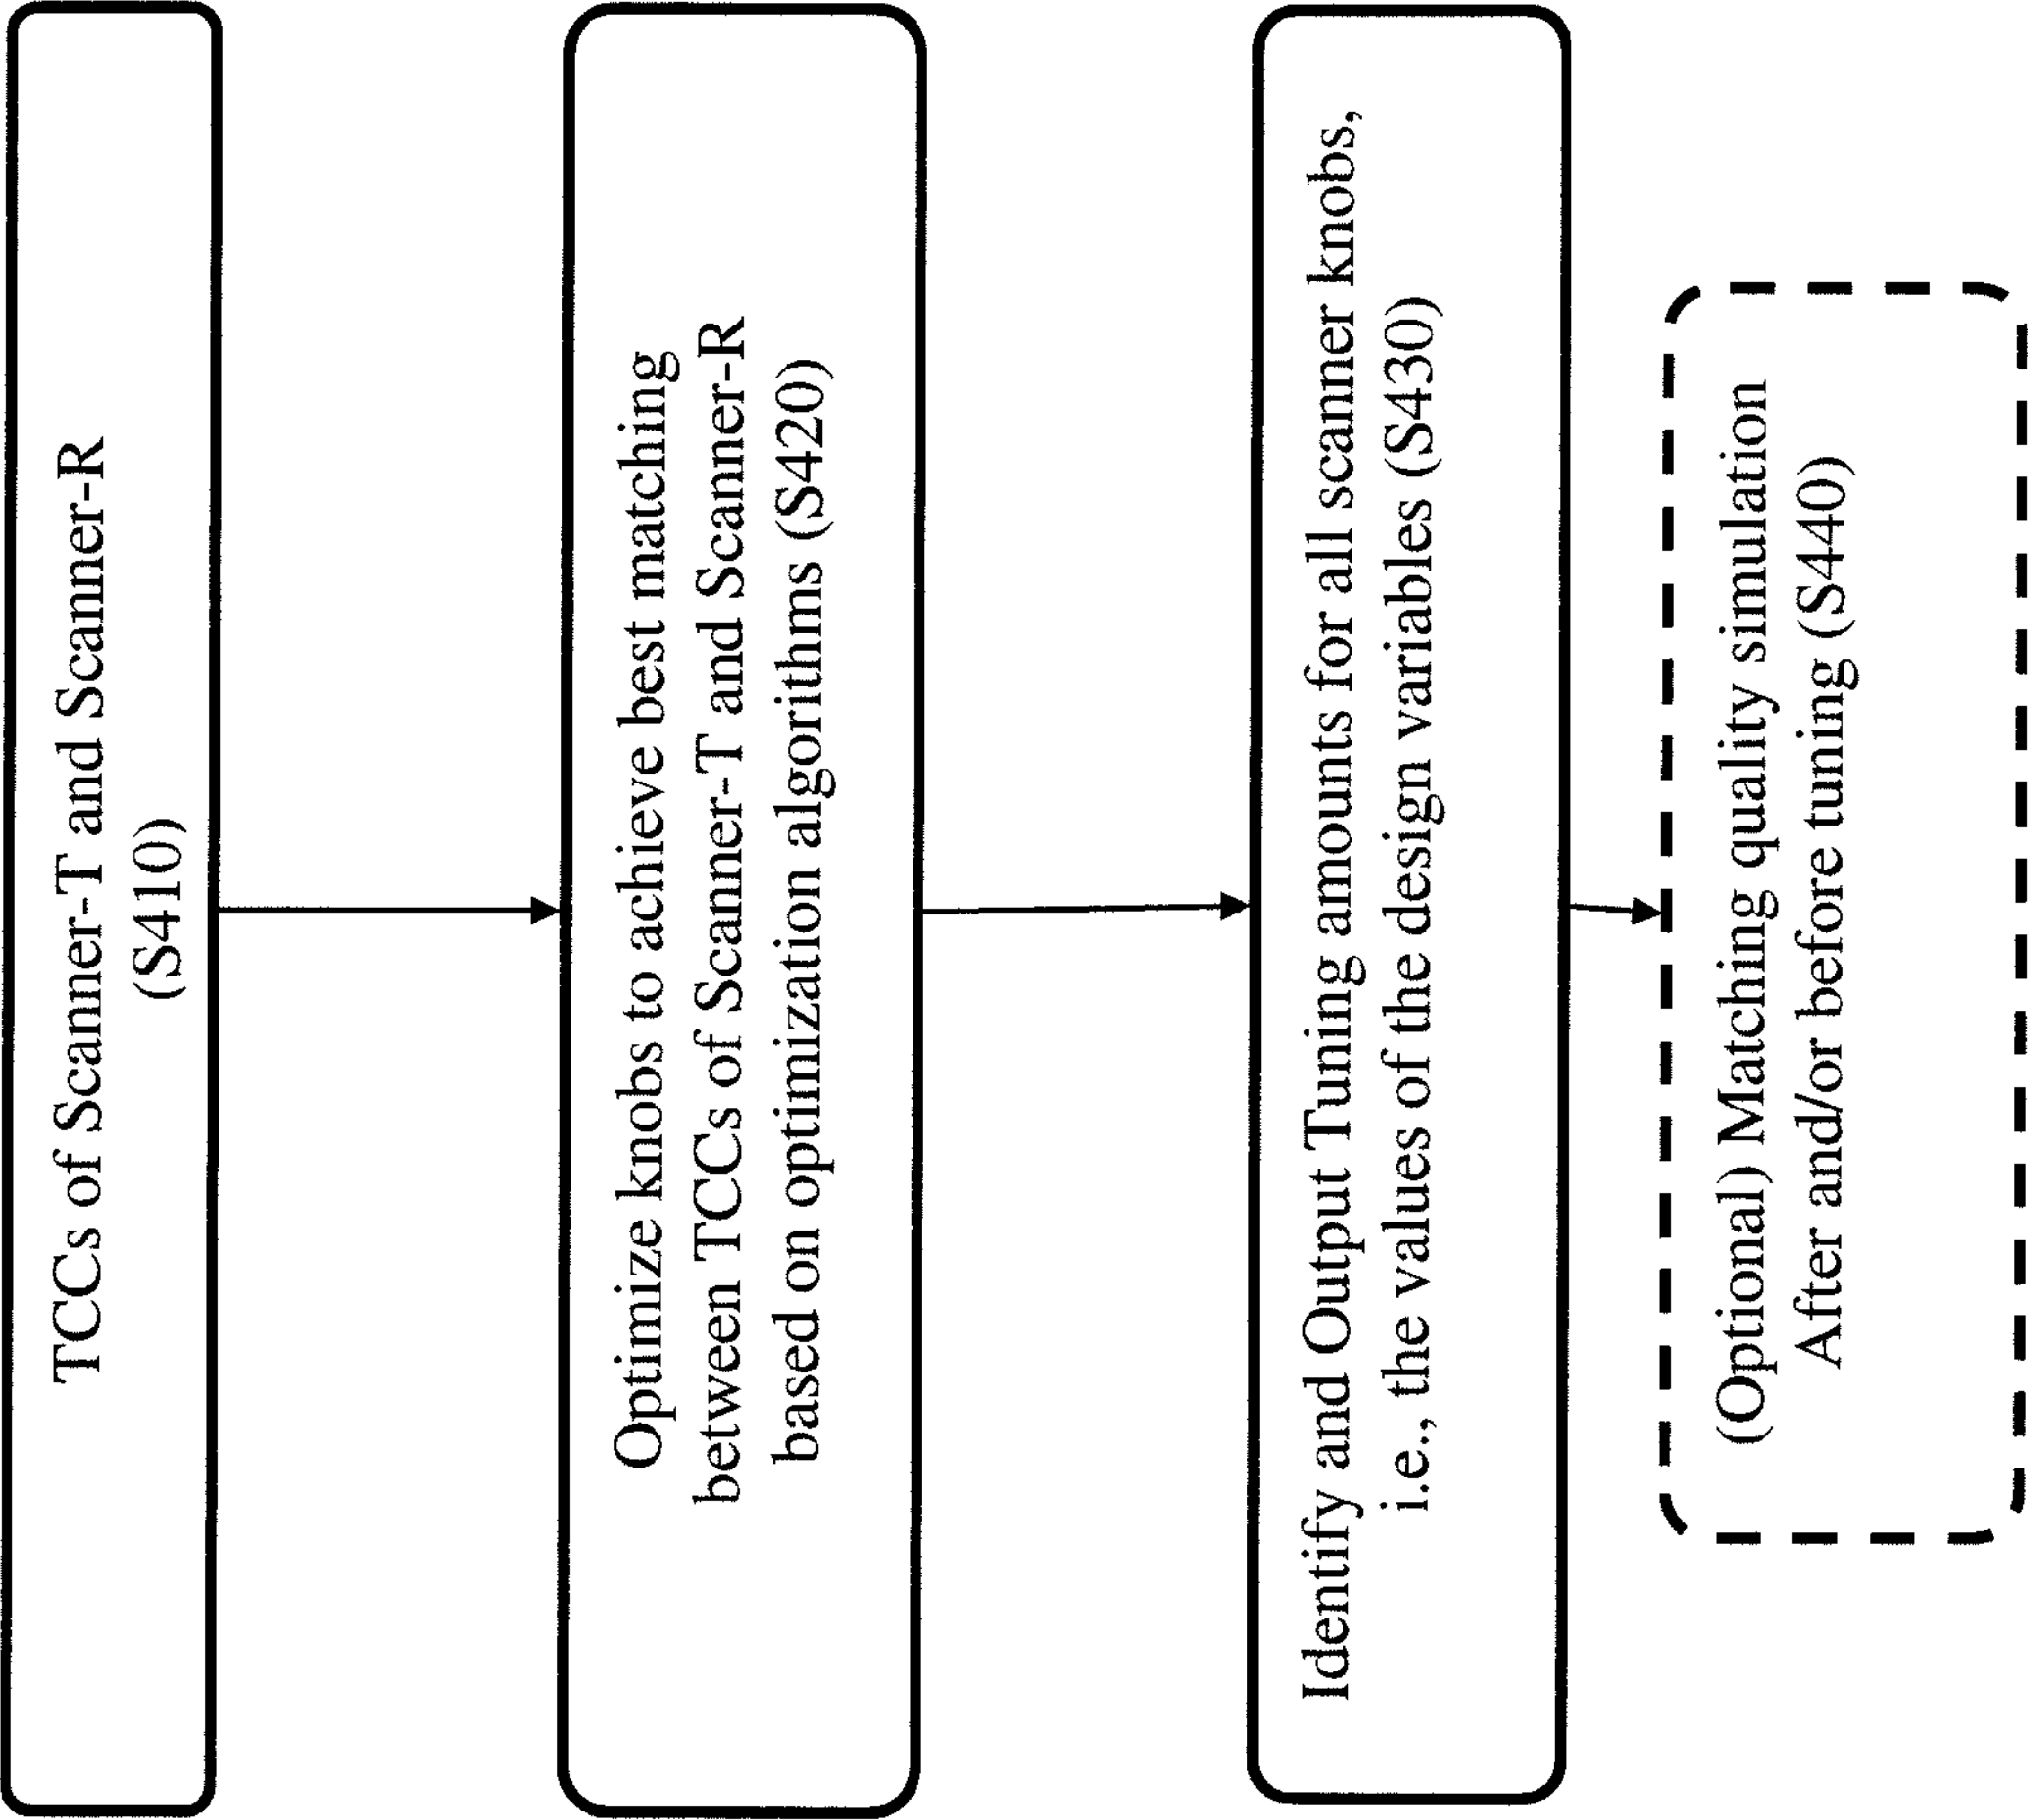 TCCs of Scanner-T and Scanner-R
(S410)
Optimize knobs to achieve best matching
between TCCs of Scanner-T and Scanner-R
based on optimization algorithms (S420)
Identify and Output Tuning amounts for all scanner knobs,
i.e., the values of the design variables (S430)
(Optional) Matching quality simulation
After and/or before tuning (S440)